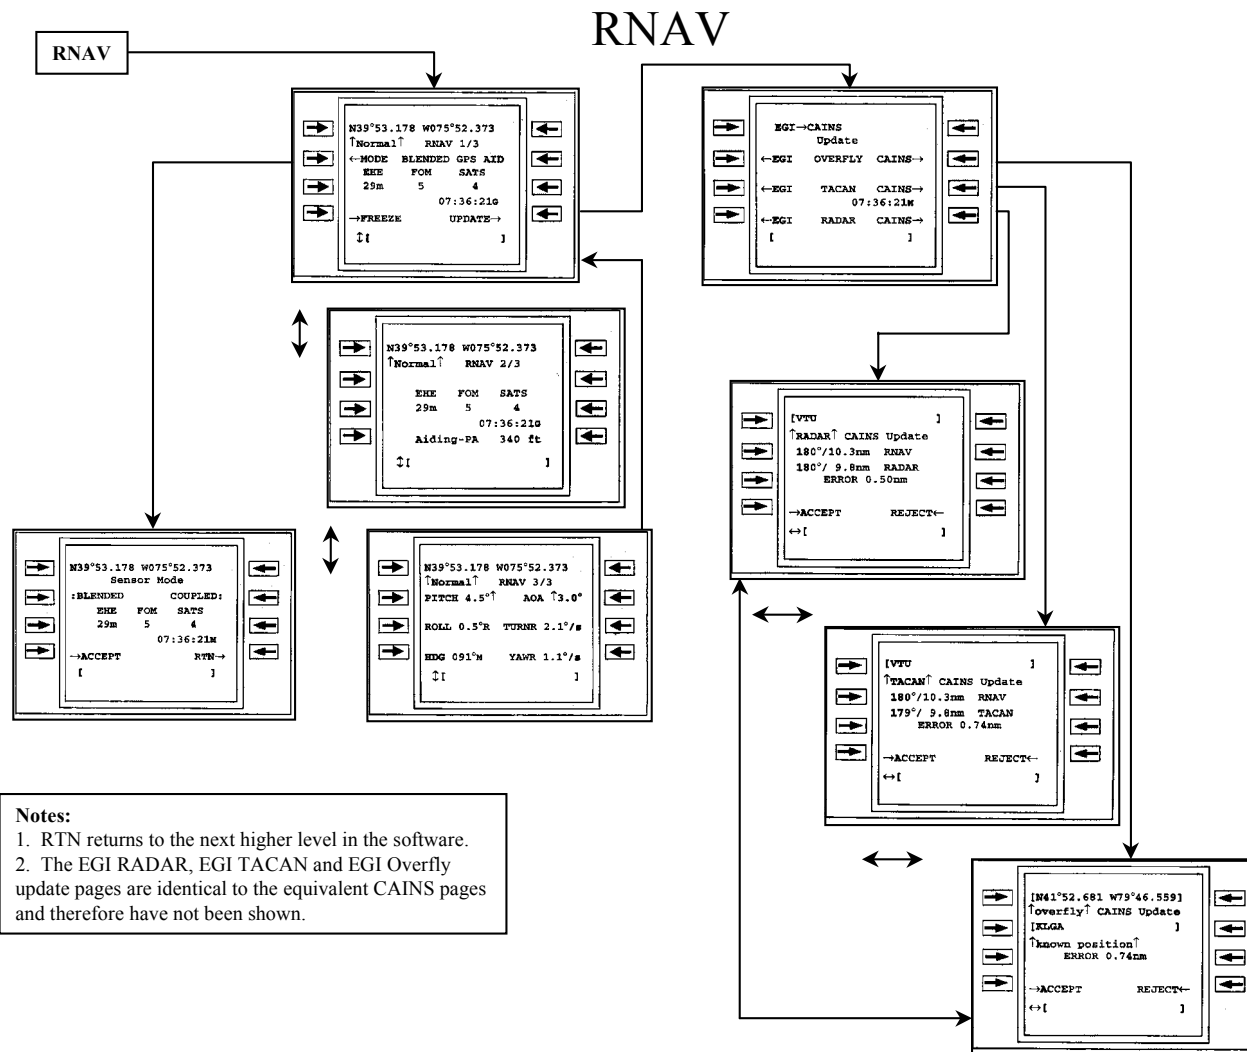 RNAV
RNAV
N39°53.178 W075°52.373
↑Normal↑ RNAV 1/3
←MODE BLENDED GPS AID
EHE FOM SATS
29m 5 4
07:36:21G
→FREEZE UPDATE→
↕[ ]
EGI→CAINS
Update
←EGI OVERFLY CAINS→
←EGI TACAN CAINS→
07:36:21M
←EGI RADAR CAINS→
[ ]
N39°53.178 W075°52.373
↑Normal↑ RNAV 2/3
EHE FOM SATS
29m 5 4
07:36:21G
Aiding-PA 340 ft
↕[ ]
[VTU ]
↑RADAR↑ CAINS Update
180°/10.3nm RNAV
180°/ 9.8nm RADAR
ERROR 0.50nm
→ACCEPT REJECT←
↔[ ]
N39°53.178 W075°52.373
Sensor Mode
:BLENDED COUPLED:
EHE FOM SATS
29m 5 4
07:36:21M
→ACCEPT RTN→
[ ]
N39°53.178 W075°52.373
↑Normal↑ RNAV 3/3
PITCH 4.5°↑ AOA ↑3.0°
ROLL 0.5°R TURNR 2.1°/s
HDG 091°M YAWR 1.1°/s
↕[ ]
[VTU ]
↑TACAN↑ CAINS Update
180°/10.3nm RNAV
179°/ 9.8nm TACAN
ERROR 0.74nm
→ACCEPT REJECT←
↔[ ]
Notes:
1. RTN returns to the next higher level in the software.
2. The EGI RADAR, EGI TACAN and EGI Overfly
update pages are identical to the equivalent CAINS pages
and therefore have not been shown.
[N41°52.681 W79°46.559]
↑overfly↑ CAINS Update
[KLGA ]
↑known position↑
ERROR 0.74nm
→ACCEPT REJECT←
↔[ ]